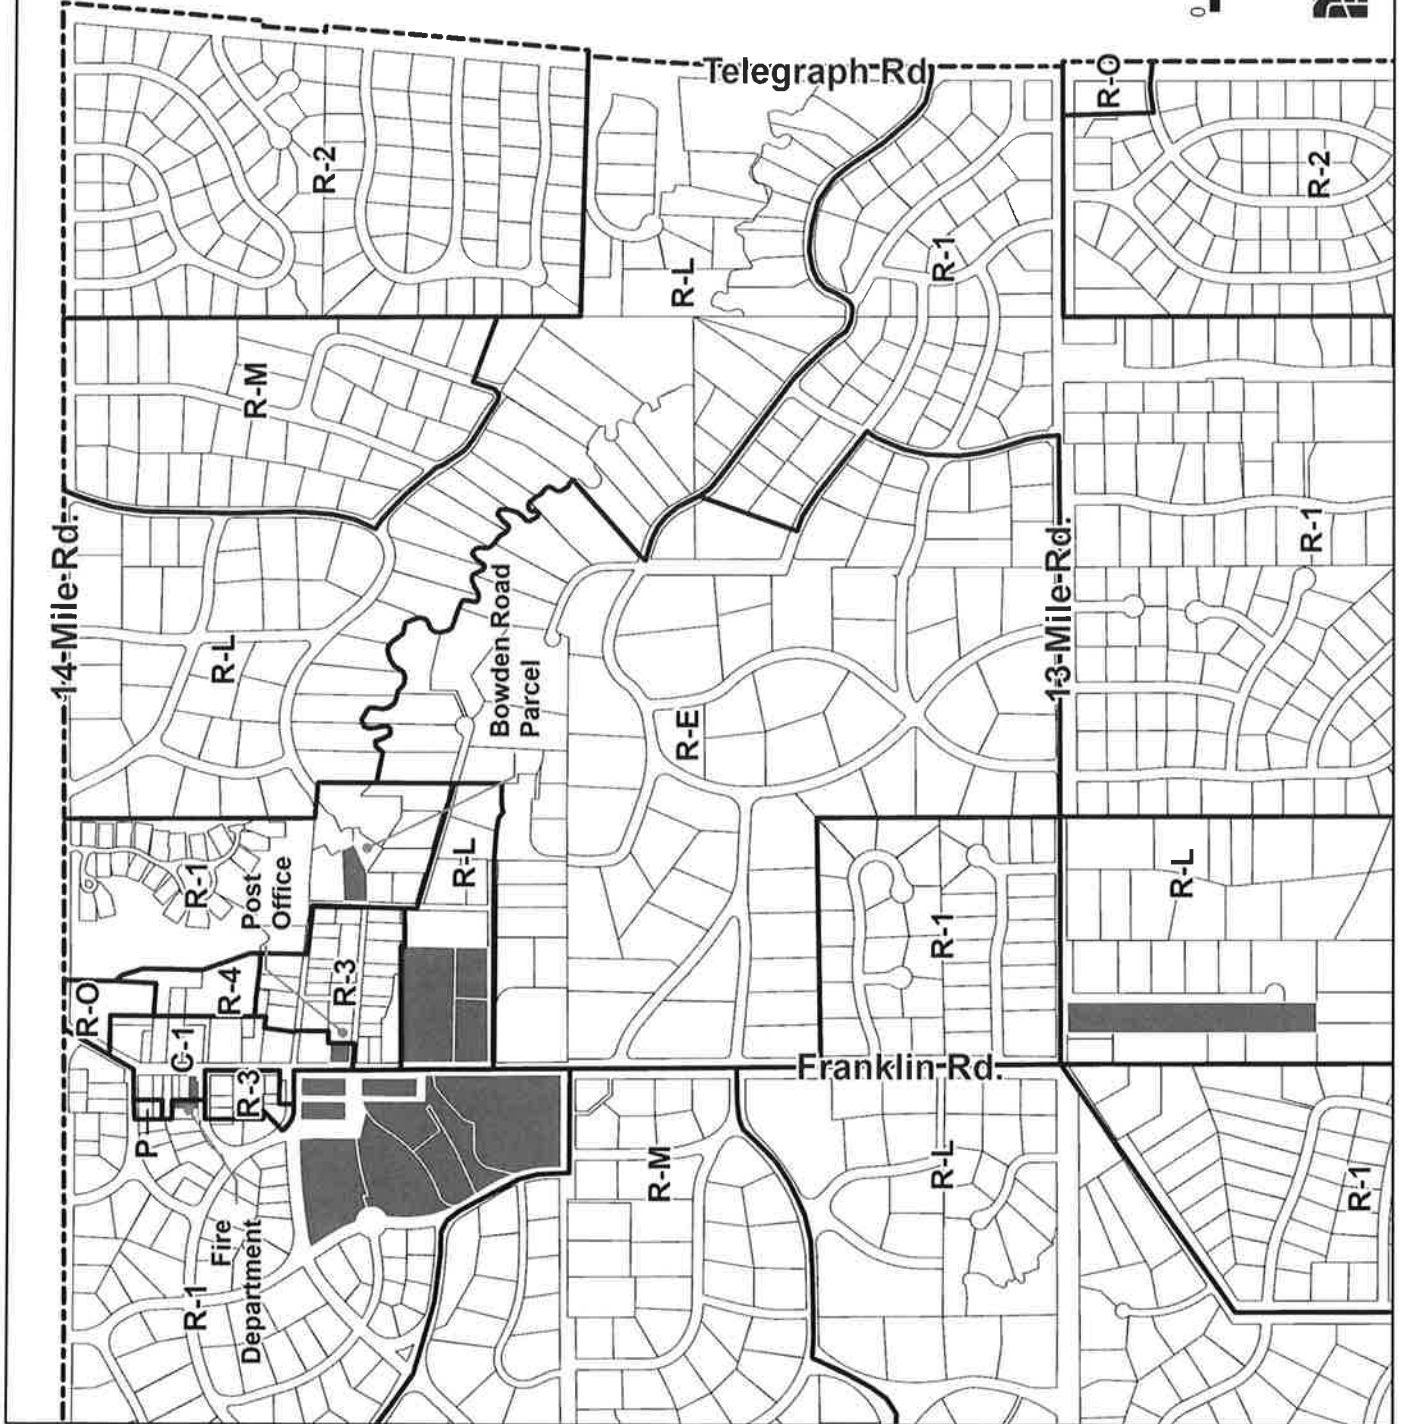 14 Mile Rd.
Telegraph Rd.
13 Mile Rd.
Franklin Rd.
R-2
R-M
R-L
R-L
R-1
R-O
R-2
R-1
R-E
Bowden Road
Parcel
R-L
R-1
Post
Office
R-O
R-4
R-3
C-1
R-3
P
Fire
Department
R-1
R-M
R-L
R-1
R-L
R-1
0